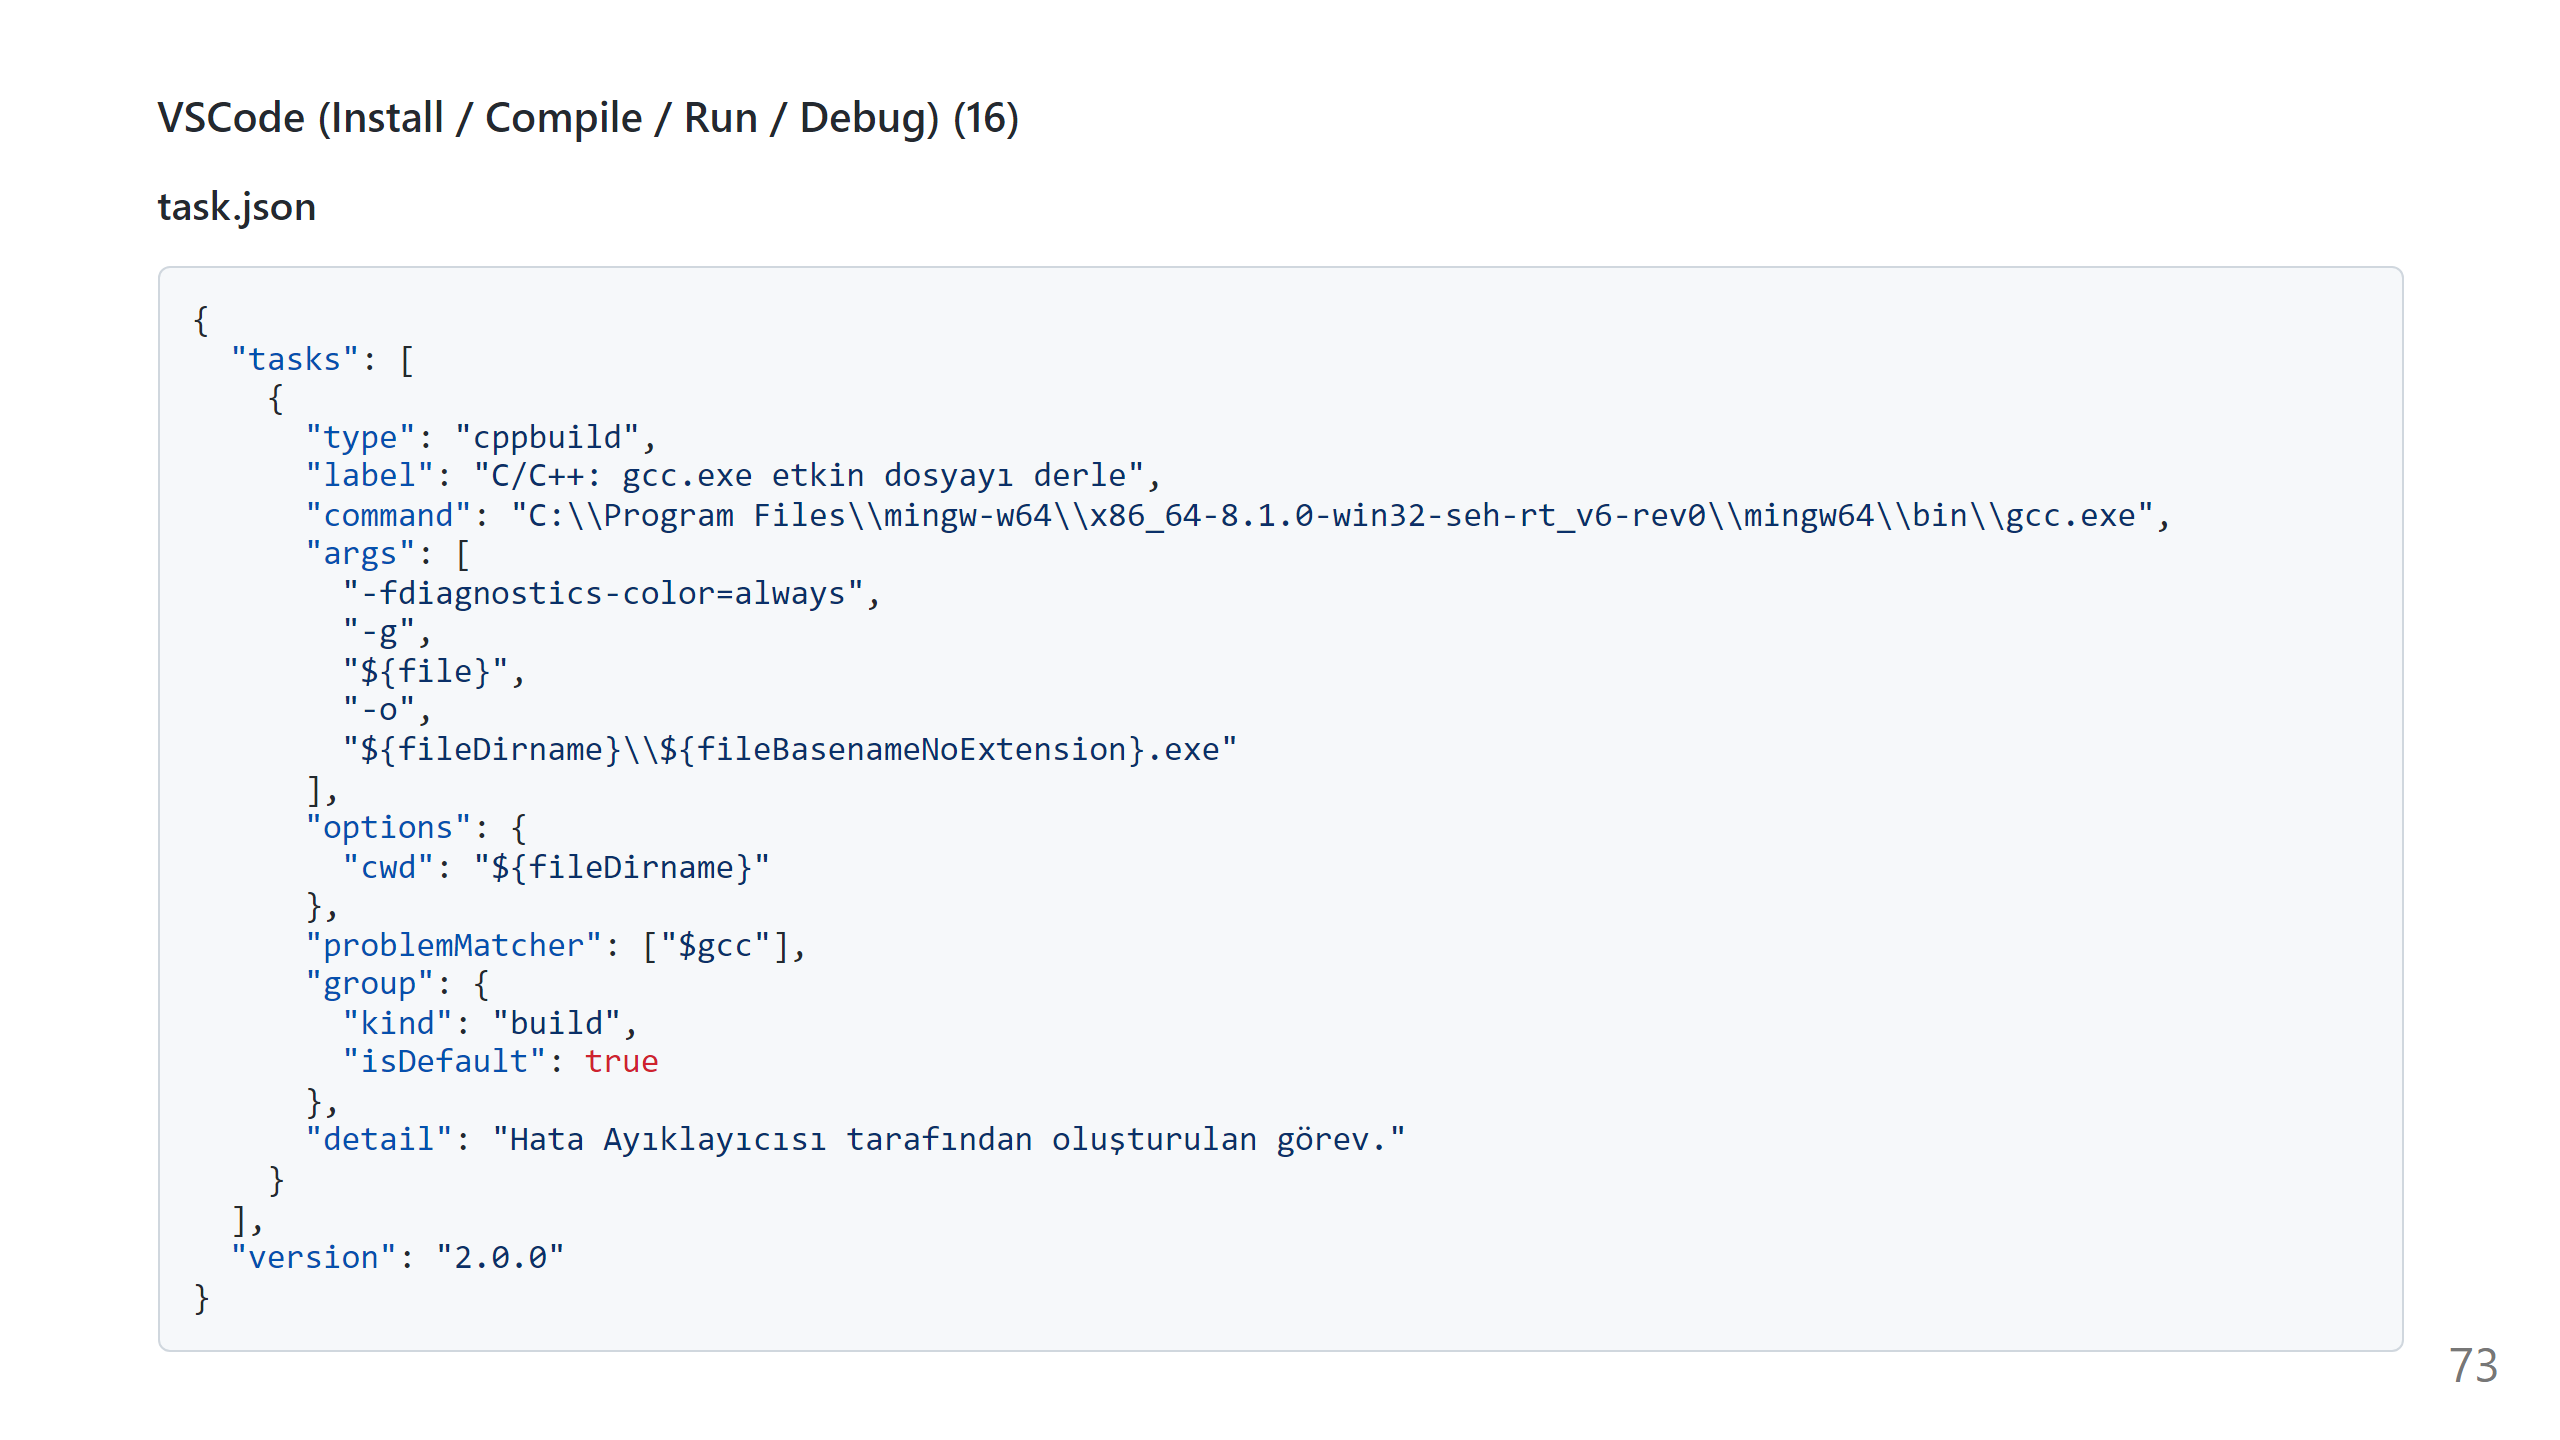 VSCode (Install / Compile / Run / Debug) (16)
task.json
{
  "tasks": [
    {
      "type": "cppbuild",
      "label": "C/C++: gcc.exe etkin dosyayı derle",
      "command": "C:\\Program Files\\mingw-w64\\x86_64-8.1.0-win32-seh-rt_v6-rev0\\mingw64\\bin\\gcc.exe",
      "args": [
        "-fdiagnostics-color=always",
        "-g",
        "${file}",
        "-o",
        "${fileDirname}\\${fileBasenameNoExtension}.exe"
      ],
      "options": {
        "cwd": "${fileDirname}"
      },
      "problemMatcher": ["$gcc"],
      "group": {
        "kind": "build",
        "isDefault": true
      },
      "detail": "Hata Ayıklayıcısı tarafından oluşturulan görev."
    }
  ],
  "version": "2.0.0"
}
73